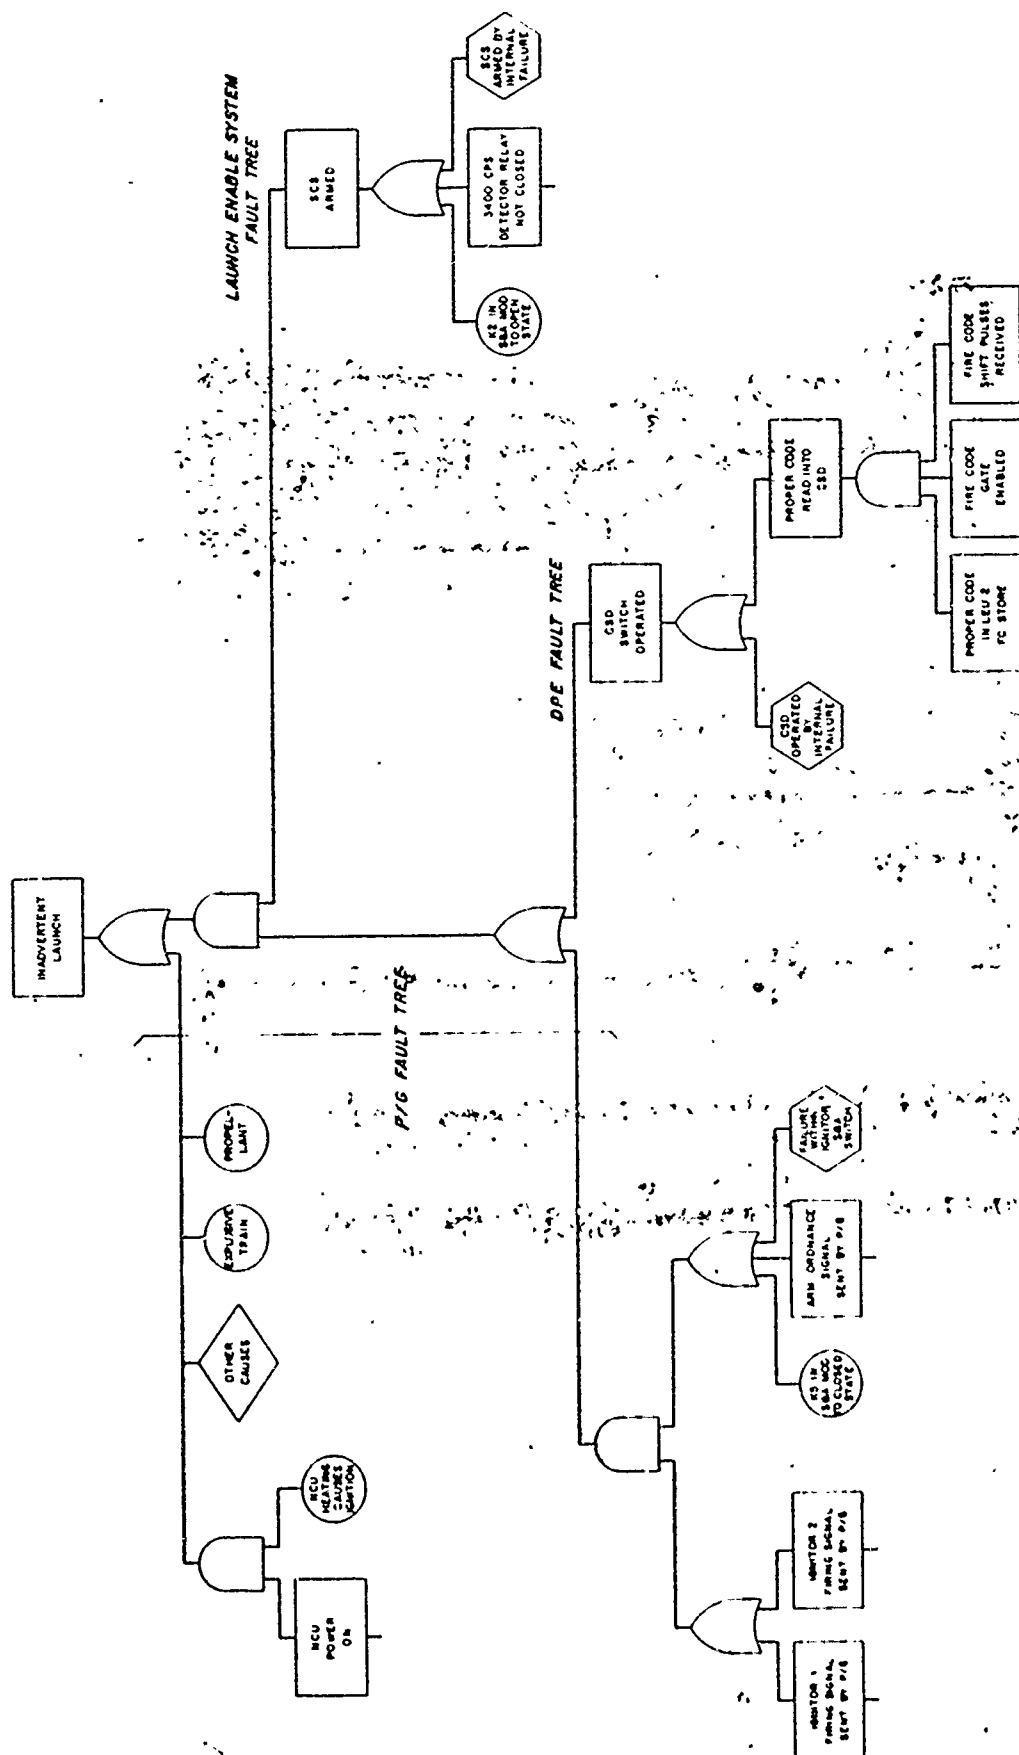 INADVERTENT
LAUNCH
LAUNCH ENABLE SYSTEM
FAULT TREE
SCS
ARMED
K2 IN
S&A MOD
TO OPEN
STATE
3400 CPS
DETECTOR RELAY
NOT CLOSED
SCS
ARMED BY
INTERNAL
FAILURE
NCU
POWER
ON
NCU
HEATING
CAUSES
IGNITION
OTHER
CAUSES
EXPLOSIVE
TRAIN
PROPEL-
LANT
P/G FAULT TREE
DPE FAULT TREE
CSD
SWITCH
OPERATED
CSD
OPERATED
BY
INTERNAL
FAILURE
PROPER CODE
READ INTO
CSD
PROPER CODE
IN LEU 2
FC STORE
FIRE CODE
GATE
ENABLED
FIRE CODE
SHIFT PULSES
RECEIVED
IGNITOR 1
FIRING SIGNAL
SENT BY P/G
IGNITOR 2
FIRING SIGNAL
SENT BY P/G
K5 IN
S&A MOD
TO CLOSED
STATE
ARM ORDNANCE
SIGNAL
SENT BY P/G
FAILURE
WITHIN
IGNITOR
S&A
SWITCH